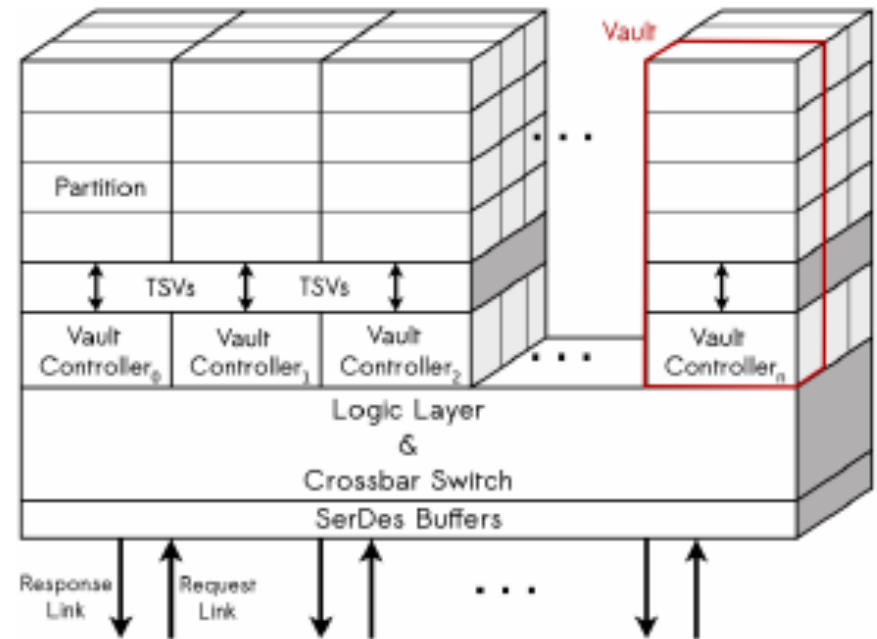 Vault
Partition
TSVs TSVs
Vault Vault Vault
Controller0 Controller1 Controller2 Controllern
Vault
Logic Layer
&
Crossbar Switch
SerDes Buffers
Response Request
Link Link